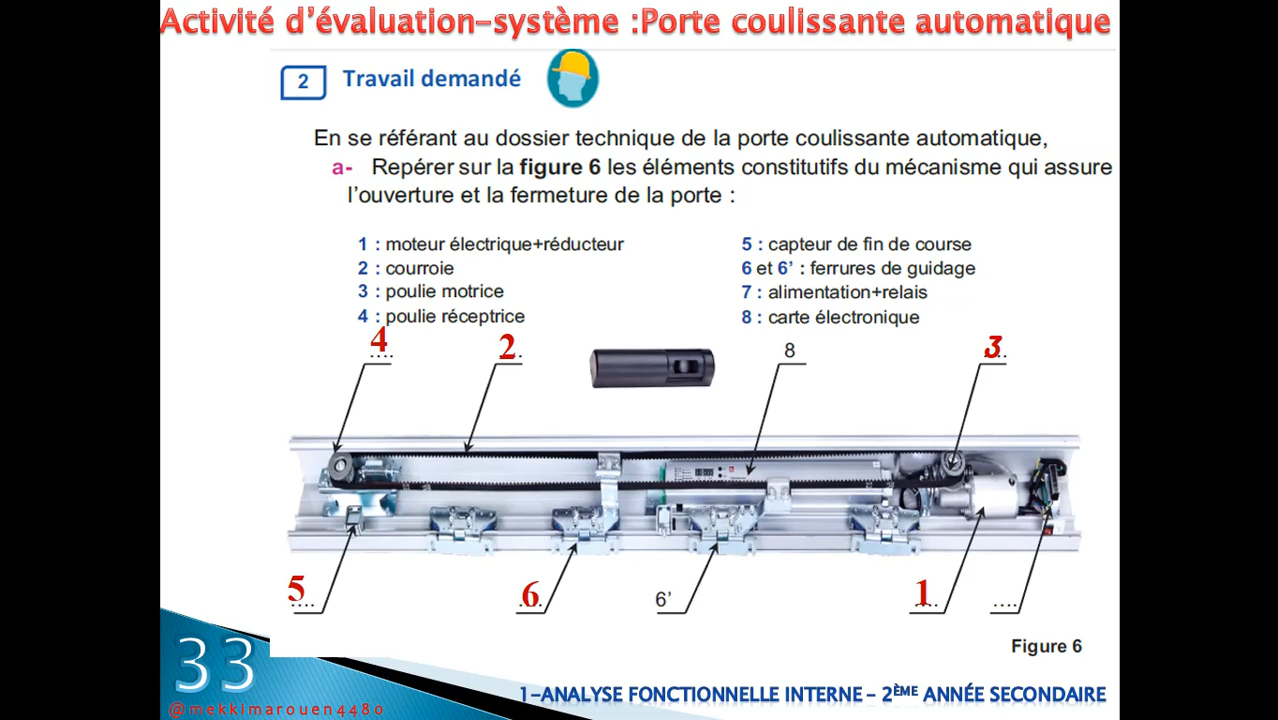 Activité d'évaluation-système :Porte coulissante automatique
2 Travail demandé
En se référant au dossier technique de la porte coulissante automatique,
a- Repérer sur la figure 6 les éléments constitutifs du mécanisme qui assure
l'ouverture et la fermeture de la porte :
1 : moteur électrique+réducteur
2 : courroie
3 : poulie motrice
4 : poulie réceptrice
5 : capteur de fin de course
6 et 6' : ferrures de guidage
7 : alimentation+relais
8 : carte électronique
4 2 8 3
5 6 6' 1 ....
Figure 6
33
1-ANALYSE FONCTIONNELLE INTERNE - 2ÈME ANNÉE SECONDAIRE
@mekkimarouen4480